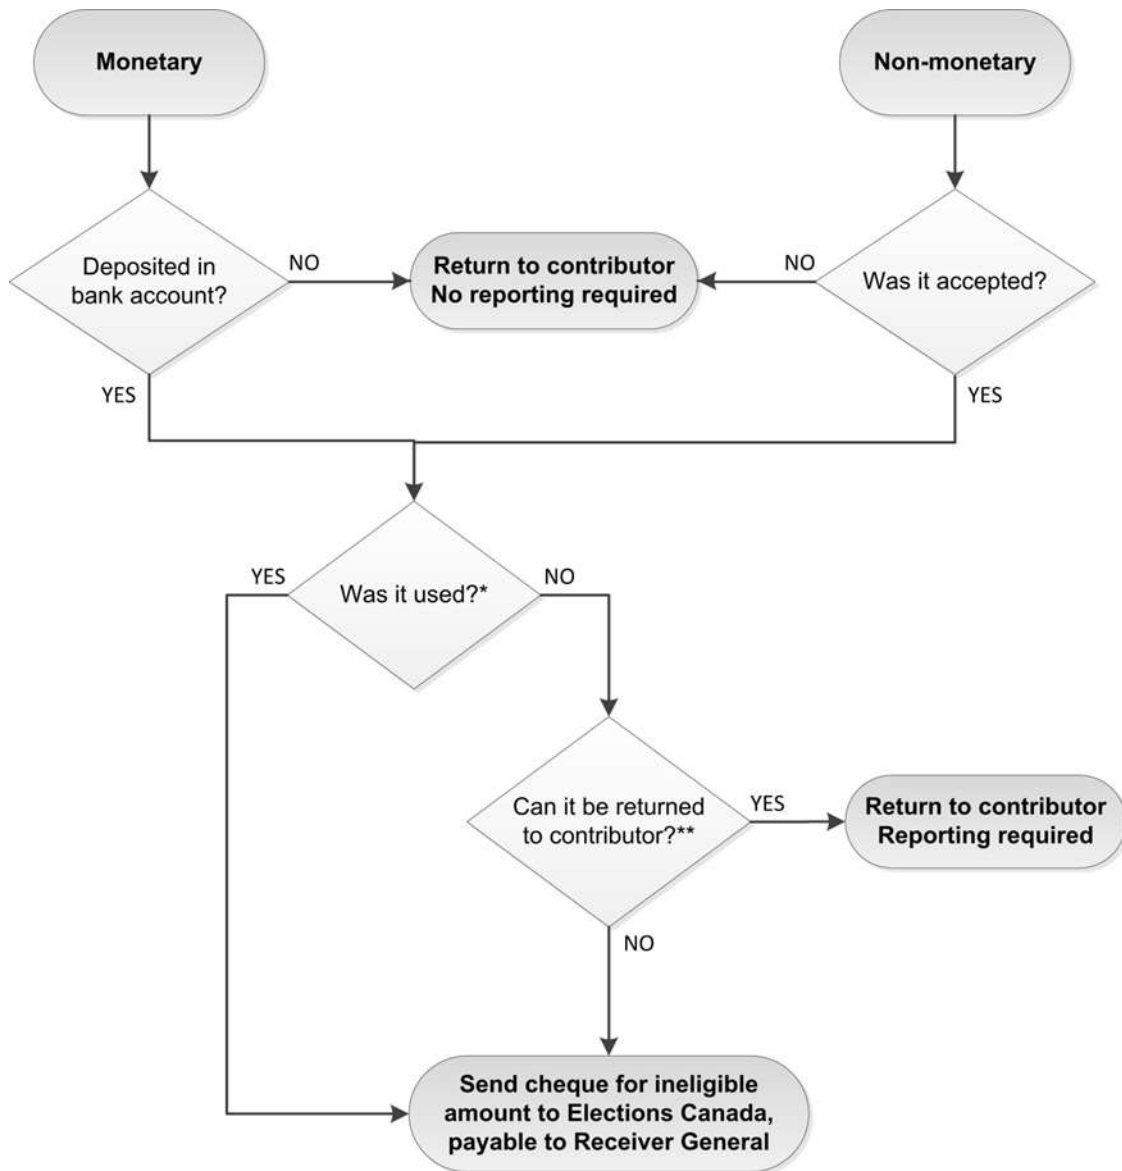 Monetary
Non-monetary
Deposited in
bank account?
NO
Return to contributor
No reporting required
NO
Was it accepted?
YES
YES
YES
Was it used?*
NO
Can it be returned
to contributor?**
YES
Return to contributor
Reporting required
NO
Send cheque for ineligible
amount to Elections Canada,
payable to Receiver General